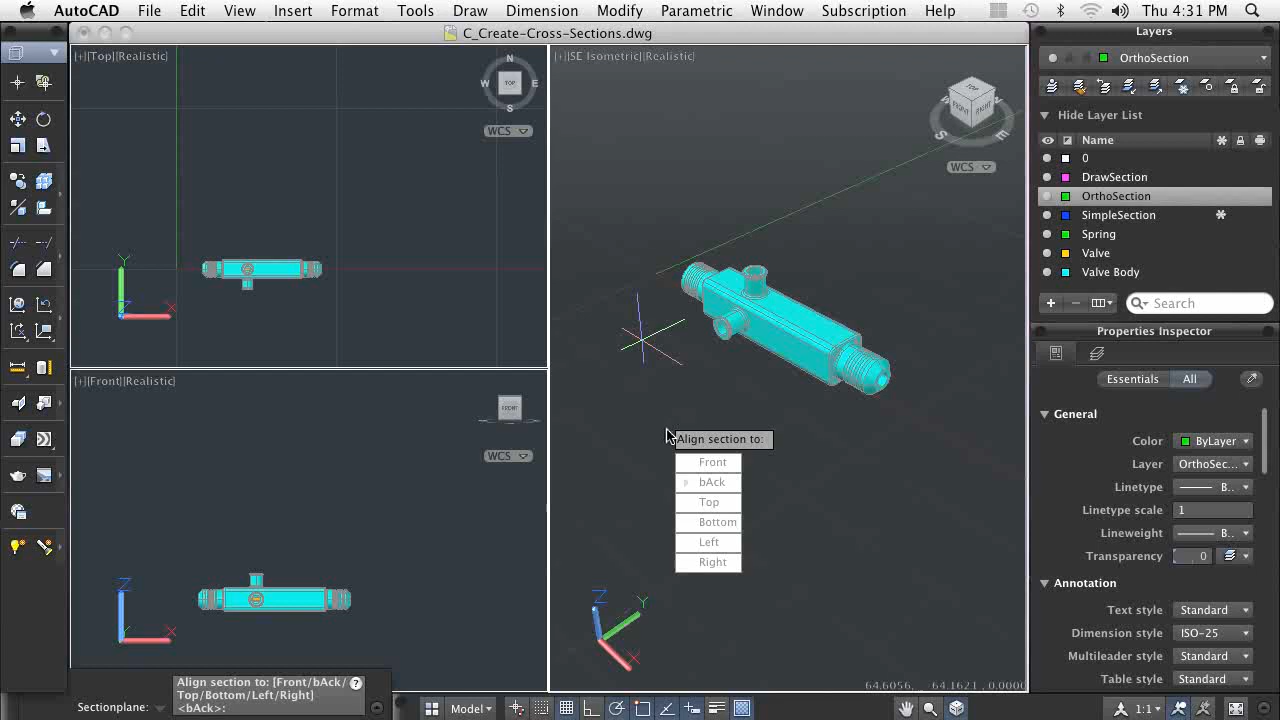 AutoCAD File Edit View Insert Format Tools Draw Dimension Modify Parametric Window Subscription Help Thu 4:31 PM
C_Create-Cross-Sections.dwg
[+][Top][Realistic]
N
W TOP E
S
WCS
Y
Z X
[+][Front][Realistic]
FRONT
WCS
Z
Y X
[+][SE Isometric][Realistic]
TOP
FRONT RIGHT
S E
WCS
Align section to:
Front
bAck
Top
Bottom
Left
Right
Z Y
X
64.6056, -64.1621, 0.0000
Align section to: [Front/bAck/
Top/Bottom/Left/Right]
<bAck>:
Sectionplane:
Model
1:1
Layers
OrthoSection
Hide Layer List
Name
0
DrawSection
OrthoSection
SimpleSection
Spring
Valve
Valve Body
Search
Properties Inspector
Essentials All
General
Color ByLayer
Layer OrthoSec...
Linetype B..
Linetype scale 1
Lineweight B..
Transparency 0
Annotation
Text style Standard
Dimension style ISO-25
Multileader style Standard
Table style Standard